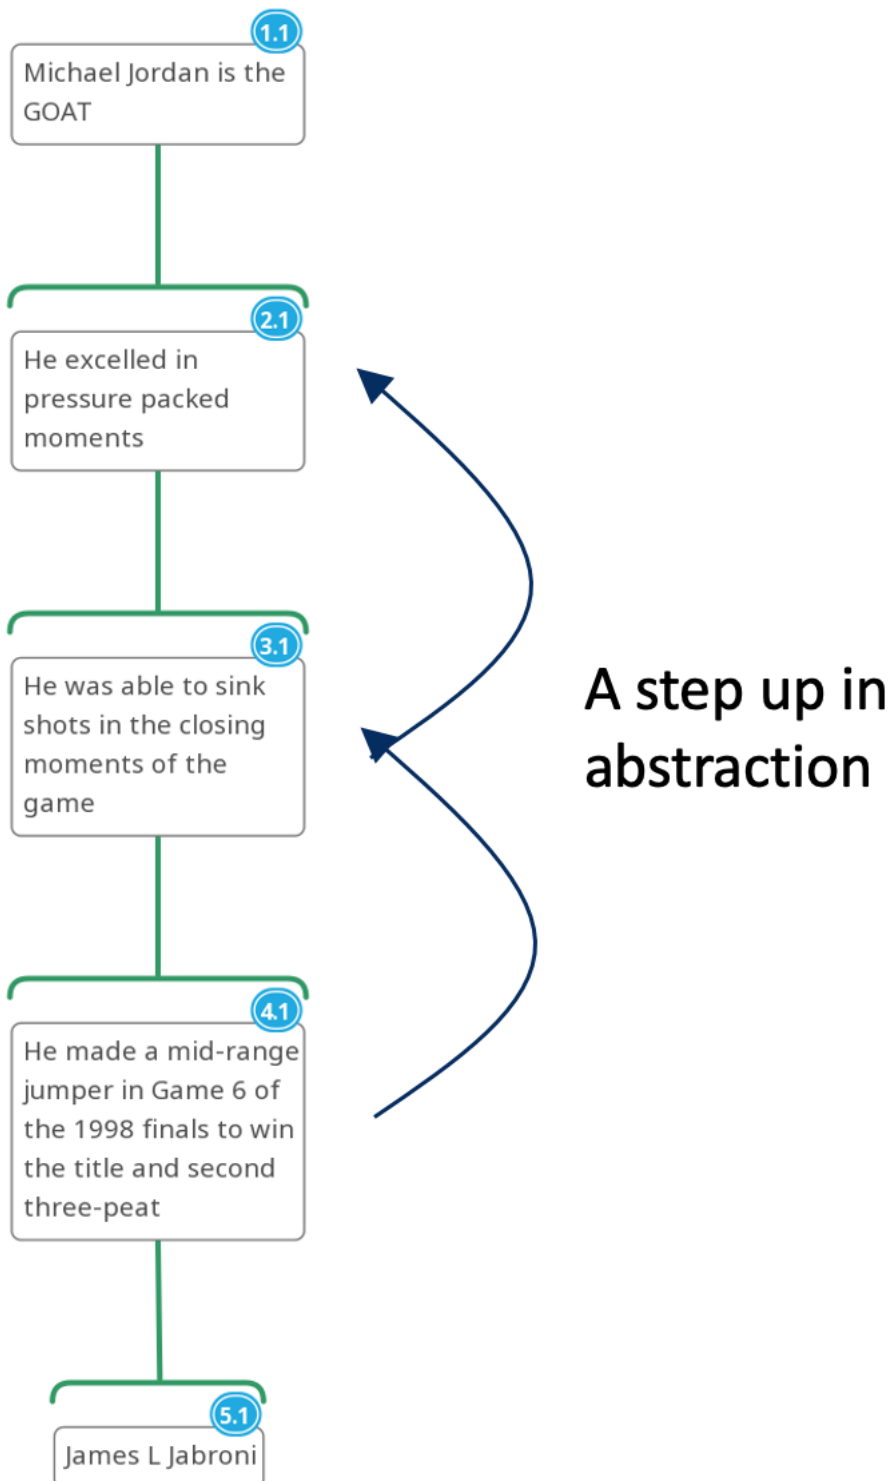 1.1
Michael Jordan is the
GOAT
2.1
He excelled in
pressure packed
moments
3.1
He was able to sink
shots in the closing
moments of the
game
A step up in
abstraction
4.1
He made a mid-range
jumper in Game 6 of
the 1998 finals to win
the title and second
three-peat
5.1
James L Jabroni